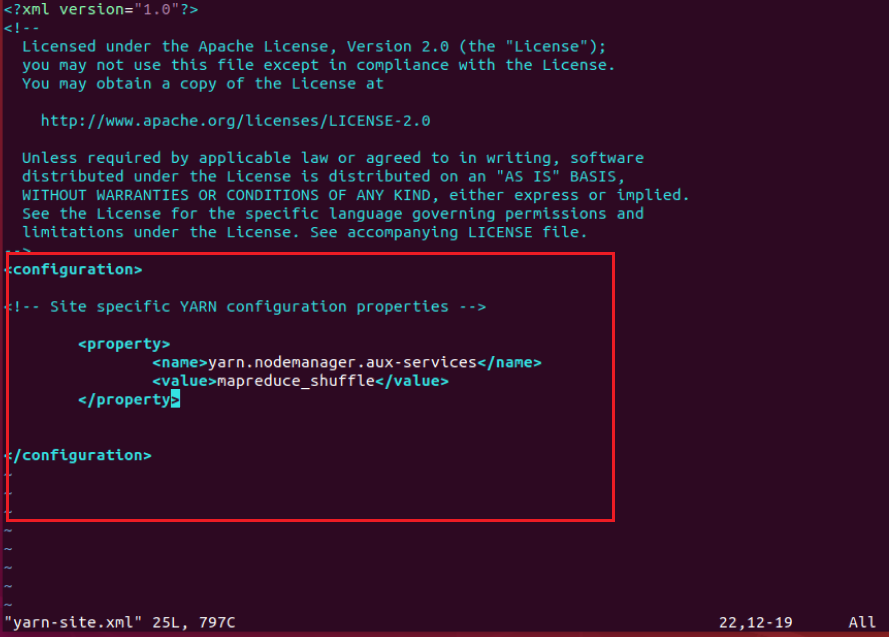 <?xml version="1.0"?>
<!--
  Licensed under the Apache License, Version 2.0 (the "License");
  you may not use this file except in compliance with the License.
  You may obtain a copy of the License at

    http://www.apache.org/licenses/LICENSE-2.0

  Unless required by applicable law or agreed to in writing, software
  distributed under the License is distributed on an "AS IS" BASIS,
  WITHOUT WARRANTIES OR CONDITIONS OF ANY KIND, either express or implied.
  See the License for the specific language governing permissions and
  limitations under the License. See accompanying LICENSE file.
-->
<configuration>

<!-- Site specific YARN configuration properties -->

        <property>
                <name>yarn.nodemanager.aux-services</name>
                <value>mapreduce_shuffle</value>
        </property>


</configuration>
~
~
~
~
~
~
~
~
"yarn-site.xml" 25L, 797C 22,12-19 All